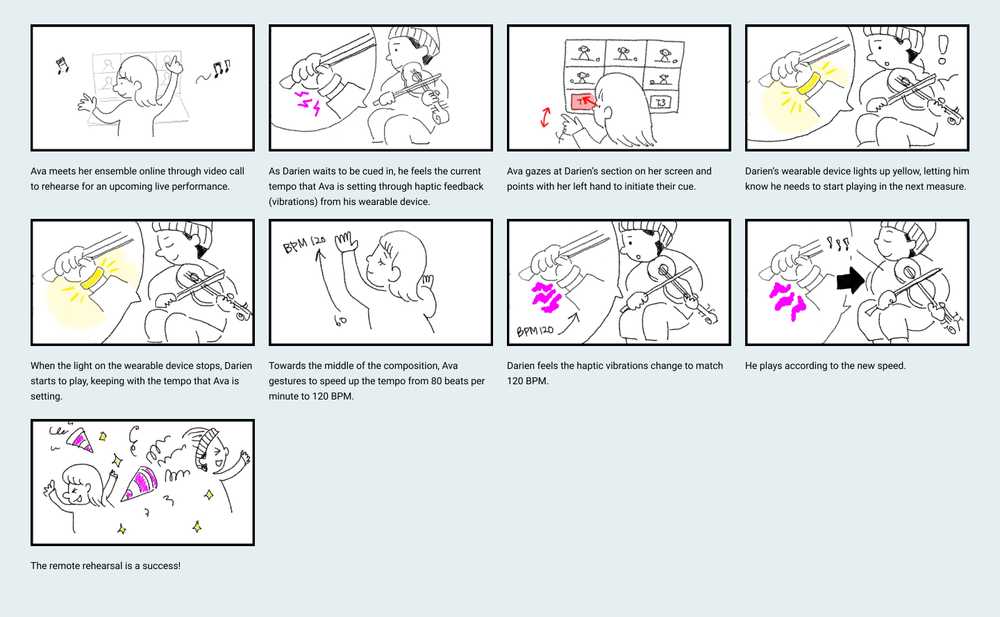 Ava meets her ensemble online through video call
to rehearse for an upcoming live performance.
As Darien waits to be cued in, he feels the current
tempo that Ava is setting through haptic feedback
(vibrations) from his wearable device.
T3
Ava gazes at Darien's section on her screen and
points with her left hand to initiate their cue.
Darien's wearable device lights up yellow, letting him
know he needs to start playing in the next measure.
When the light on the wearable device stops, Darien
starts to play, keeping with the tempo that Ava is
setting.
BPM 120
Towards the middle of the composition, Ava
gestures to speed up the tempo from 80 beats per
minute to 120 BPM.
BPM 120
Darien feels the haptic vibrations change to match
120 BPM.
He plays according to the new speed.
The remote rehearsal is a success!